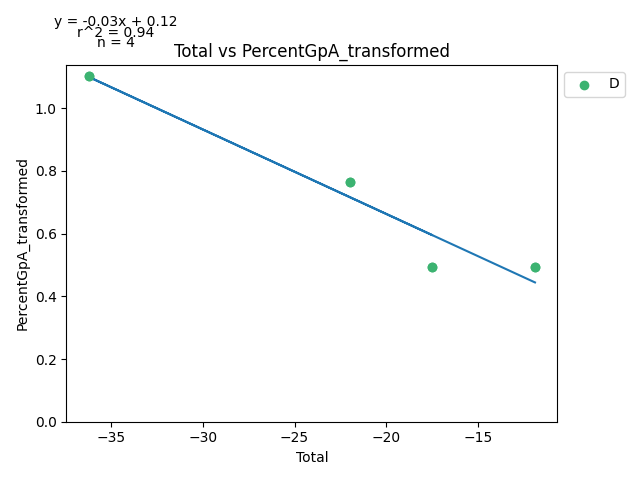 y = -0.03x + 0.12
r^2 = 0.94
n = 4
Total vs PercentGpA_transformed
D
PercentGpA_transformed
1.0
0.8
0.6
0.4
0.2
0.0
−35
−30
−25
−20
−15
Total